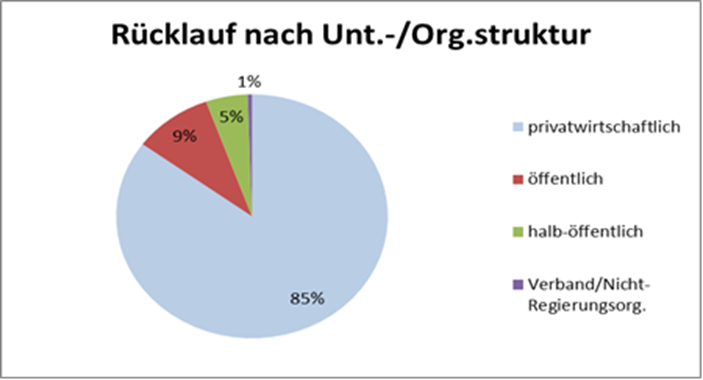 Rücklauf nach Unt.-/Org.struktur
1%
5%
9%
85%
privatwirtschaftlich
öffentlich
halb-öffentlich
Verband/Nicht-
Regierungsorg.